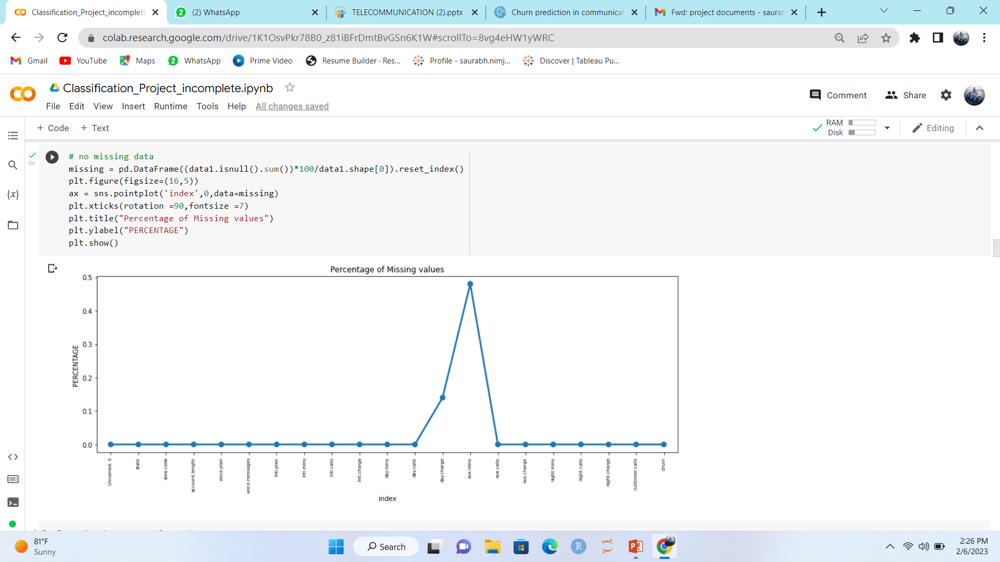 Classification_Project_incomplete
(2) WhatsApp
TELECOMMUNICATION (2).pptx
Churn prediction in communicat
Fwd: project documents - saurab
colab.research.google.com/drive/1K1OsvPkr78B0_z81iBFrDmtBvGSn6K1W#scrollTo=8vg4eHW1yWRC
Gmail YouTube Maps WhatsApp Prime Video Resume Builder · Res... Profile - saurabh.nimj... Discover | Tableau Pu...
Classification_Project_incomplete.ipynb
Comment Share
File Edit View Insert Runtime Tools Help All changes saved
+ Code + Text
RAM
Disk
Editing
0s
# no missing data
missing = pd.DataFrame((data1.isnull().sum())*100/data1.shape[0]).reset_index()
plt.figure(figsize=(16,5))
ax = sns.pointplot('index',0,data=missing)
plt.xticks(rotation =90,fontsize =7)
plt.title("Percentage of Missing values")
plt.ylabel("PERCENTAGE")
plt.show()
Percentage of Missing values
0.5
0.4
0.3
0.2
0.1
0.0
PERCENTAGE
Unnamed: 0
state
area.code
account.length
voice.plan
voice.messages
intl.plan
intl.mins
intl.calls
intl.charge
day.mins
day.calls
day.charge
eve.mins
eve.calls
eve.charge
night.mins
night.calls
night.charge
customer.calls
churn
index
81°F
Sunny
Search
2:26 PM
2/6/2023